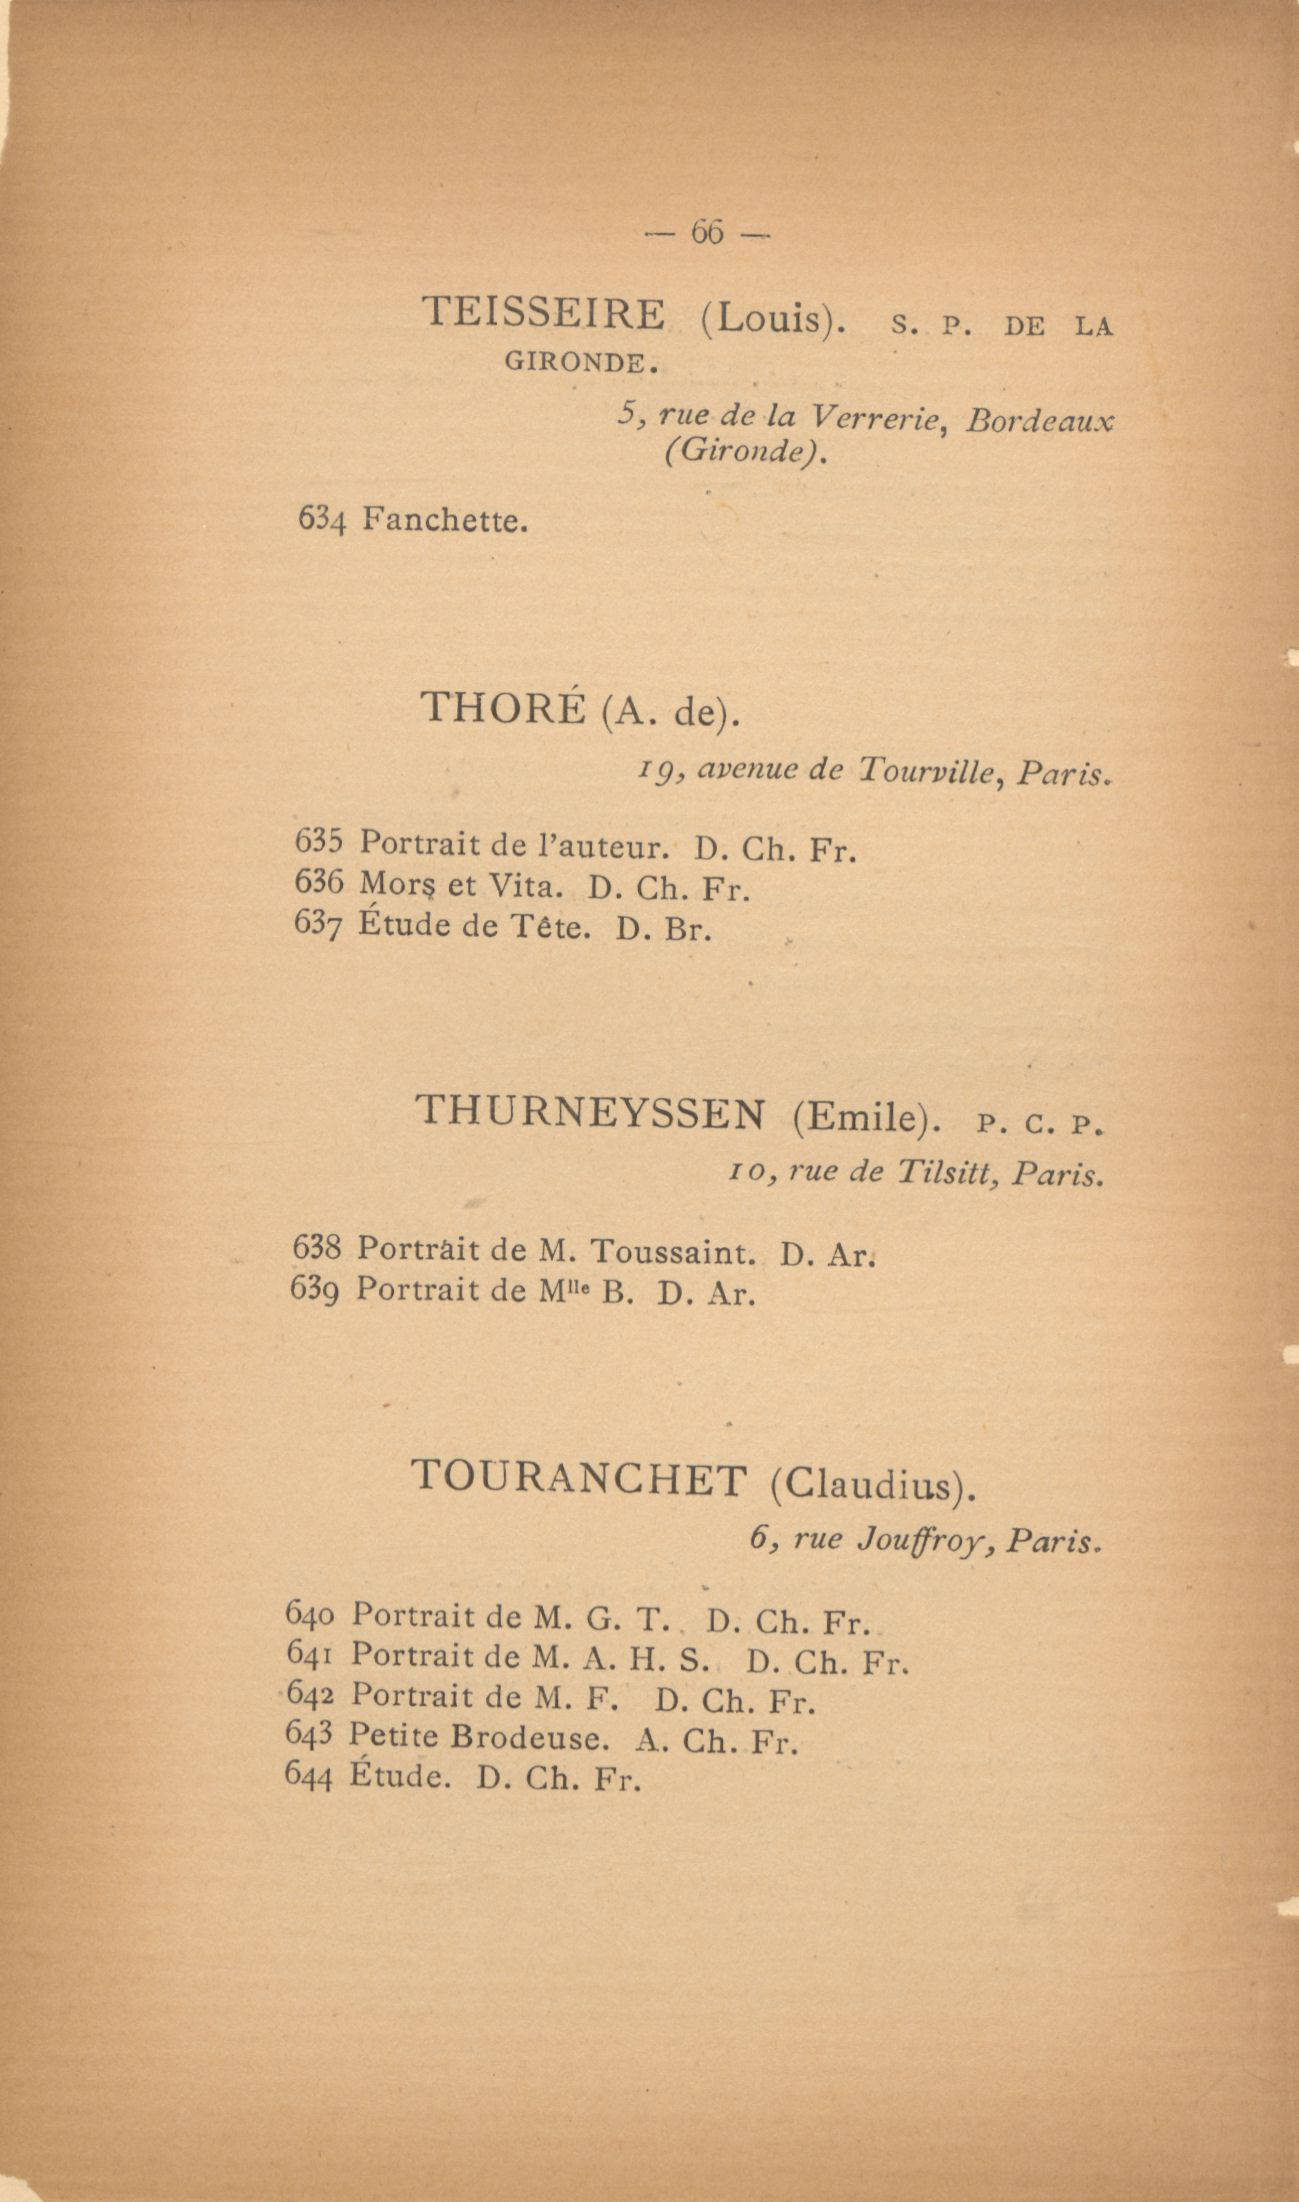 — 66 —
TEISSEIRE (Louis). S. P. DE LA
GIRONDE.
5, rue de la Verrerie, Bordeaux
(Gironde).
634 Fanchette.
THORÉ (A. de).
19, avenue de Tourville, Paris.
635 Portrait de l'auteur. D. Ch. Fr.
636 Mors et Vita. D. Ch. Fr.
637 Étude de Tête. D. Br.
THURNEYSSEN (Emile). P. C. P.
10, rue de Tilsitt, Paris.
638 Portrait de M. Toussaint. D. Ar.
639 Portrait de Mlle B. D. Ar.
TOURANCHET (Claudius).
6, rue Jouffroy, Paris.
640 Portrait de M. G. T. D. Ch. Fr.
641 Portrait de M. A. H. S. D. Ch. Fr.
642 Portrait de M. F. D. Ch. Fr.
643 Petite Brodeuse. A. Ch. Fr.
644 Étude. D. Ch. Fr.